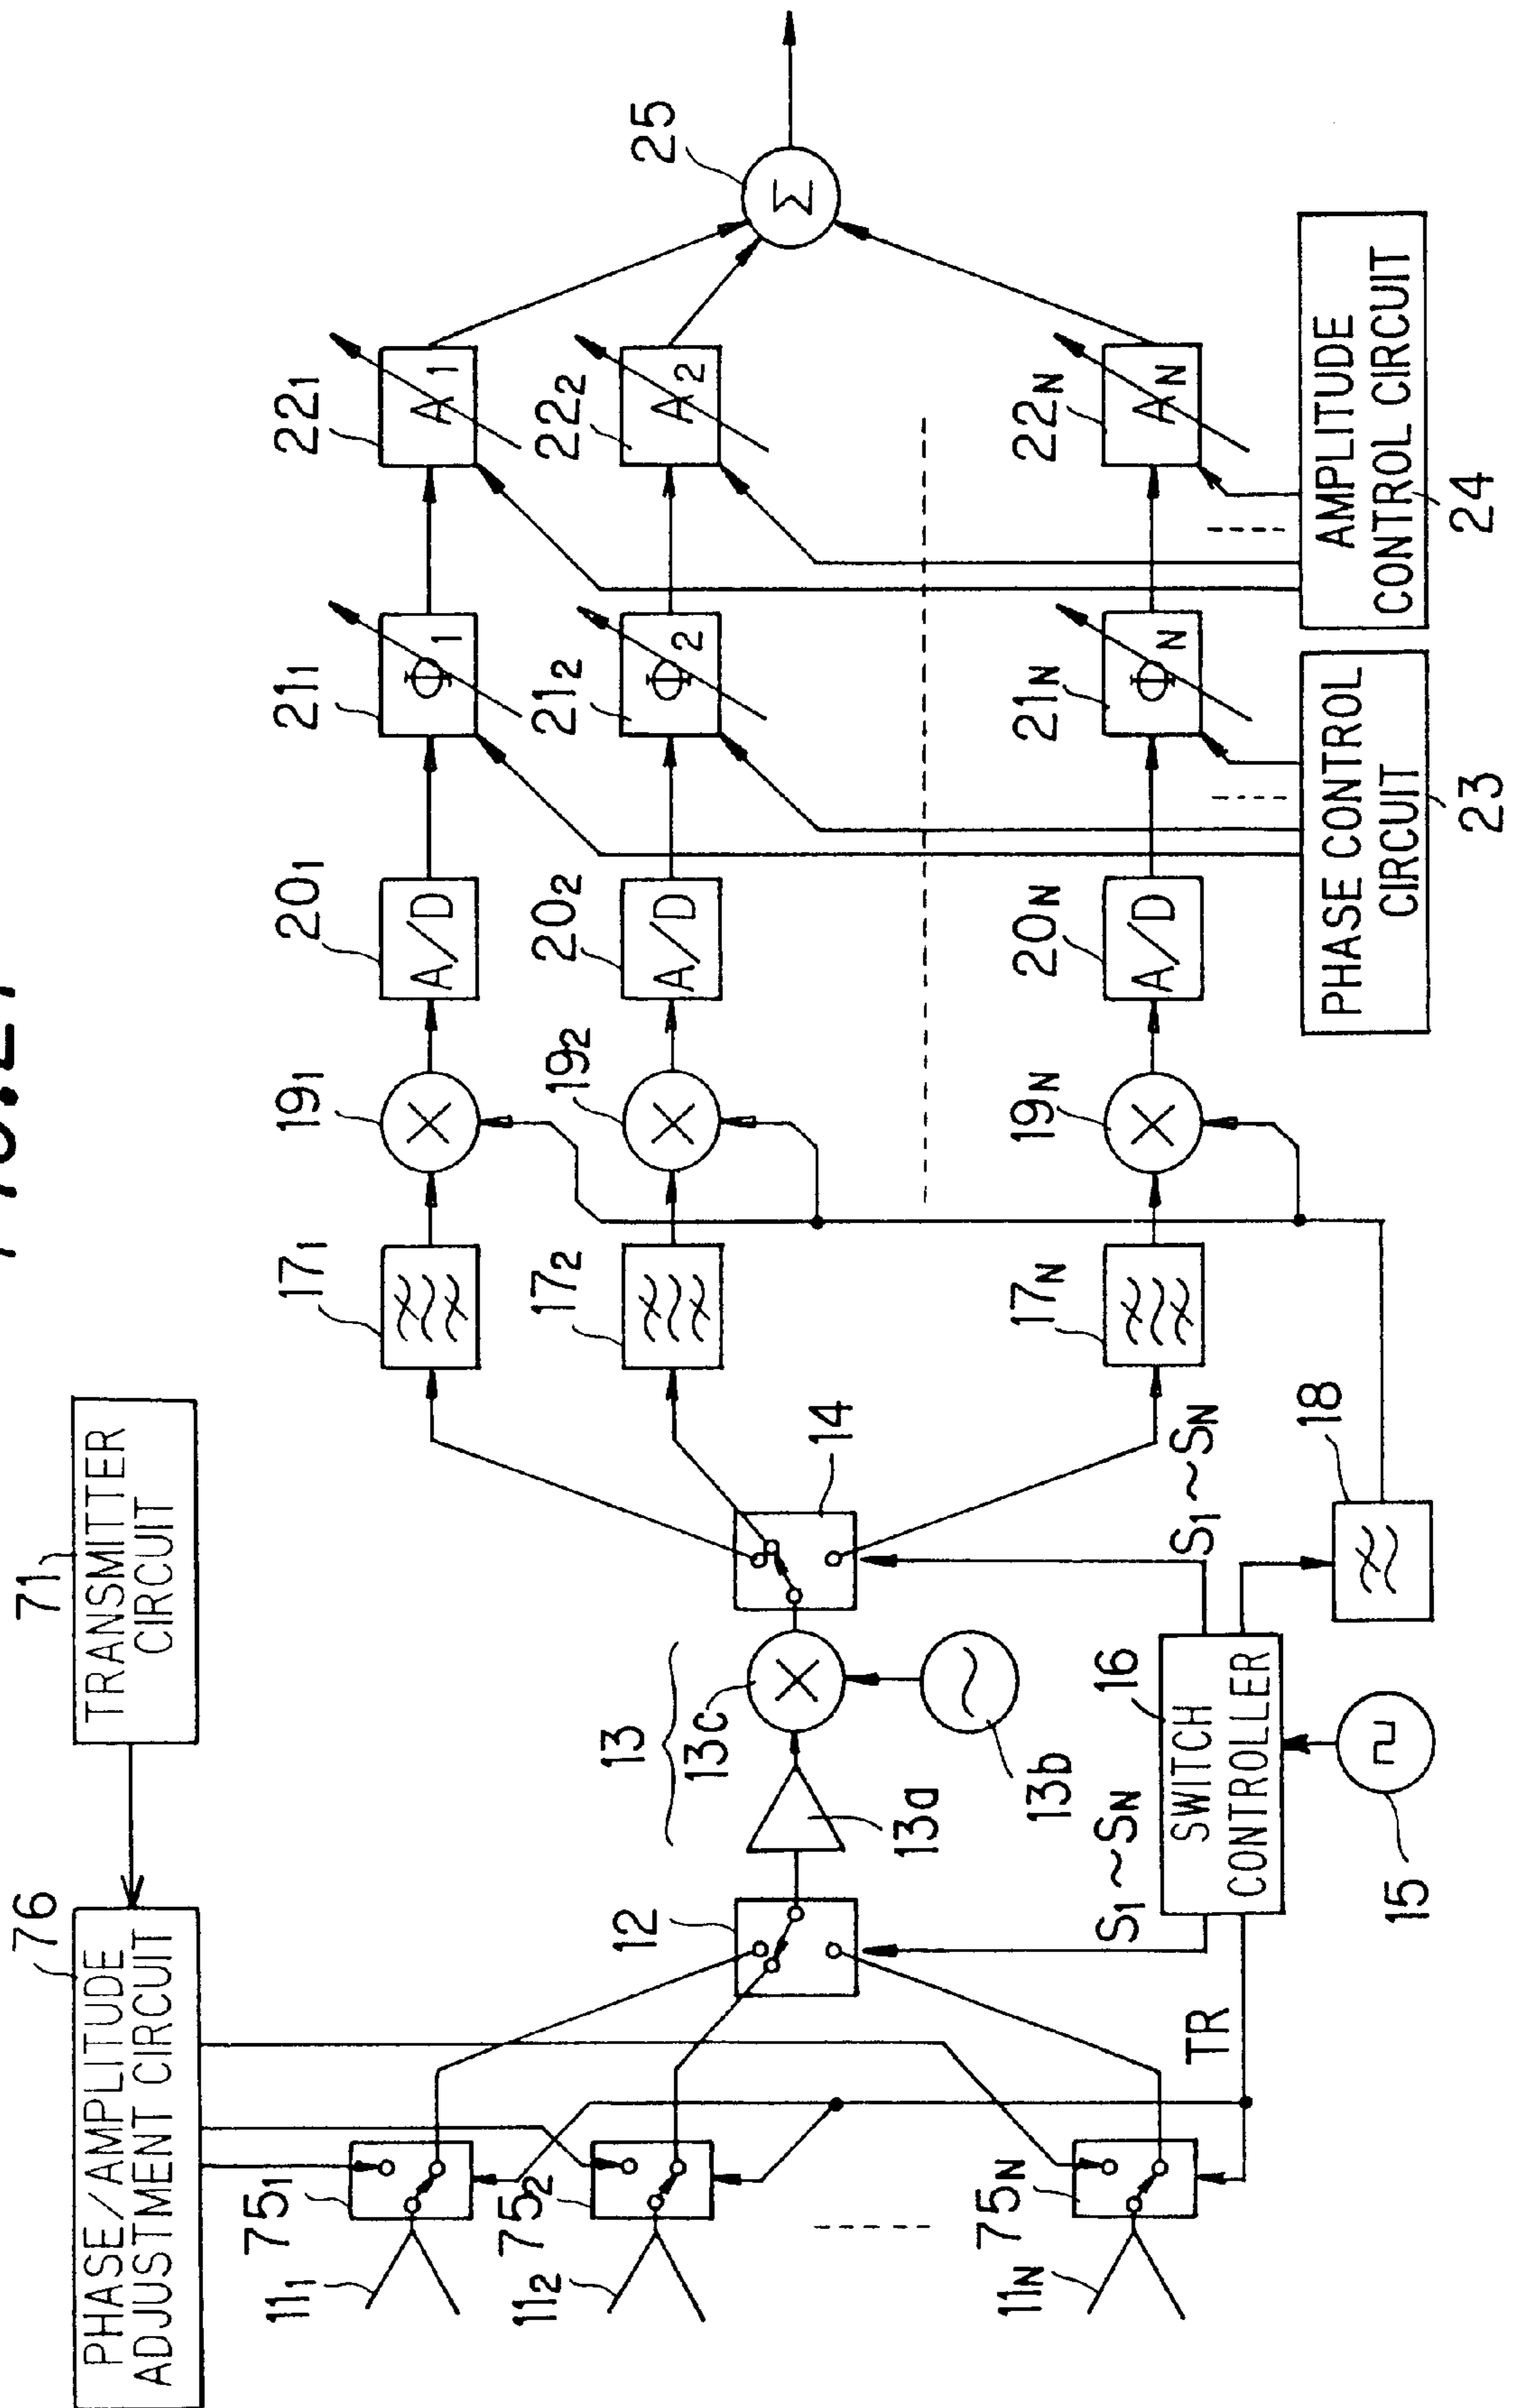 71
TRANSMITTER
CIRCUIT
76
PHASE/AMPLITUDE
ADJUSTMENT CIRCUIT
11₁
75₁
17₁
19₁
20₁
A/D
21₁
Φ₁
22₁
A₁
11₂
75₂
17₂
19₂
20₂
A/D
21₂
Φ₂
22₂
A₂
12
13
13a
13b
13c
14
25
Σ
11N
75N
17N
19N
20N
A/D
21N
ΦN
22N
AN
TR
S₁~SN
S₁~SN
16
SWITCH
CONTROLLER
15
18
PHASE CONTROL
CIRCUIT
23
AMPLITUDE
CONTROL CIRCUIT
24